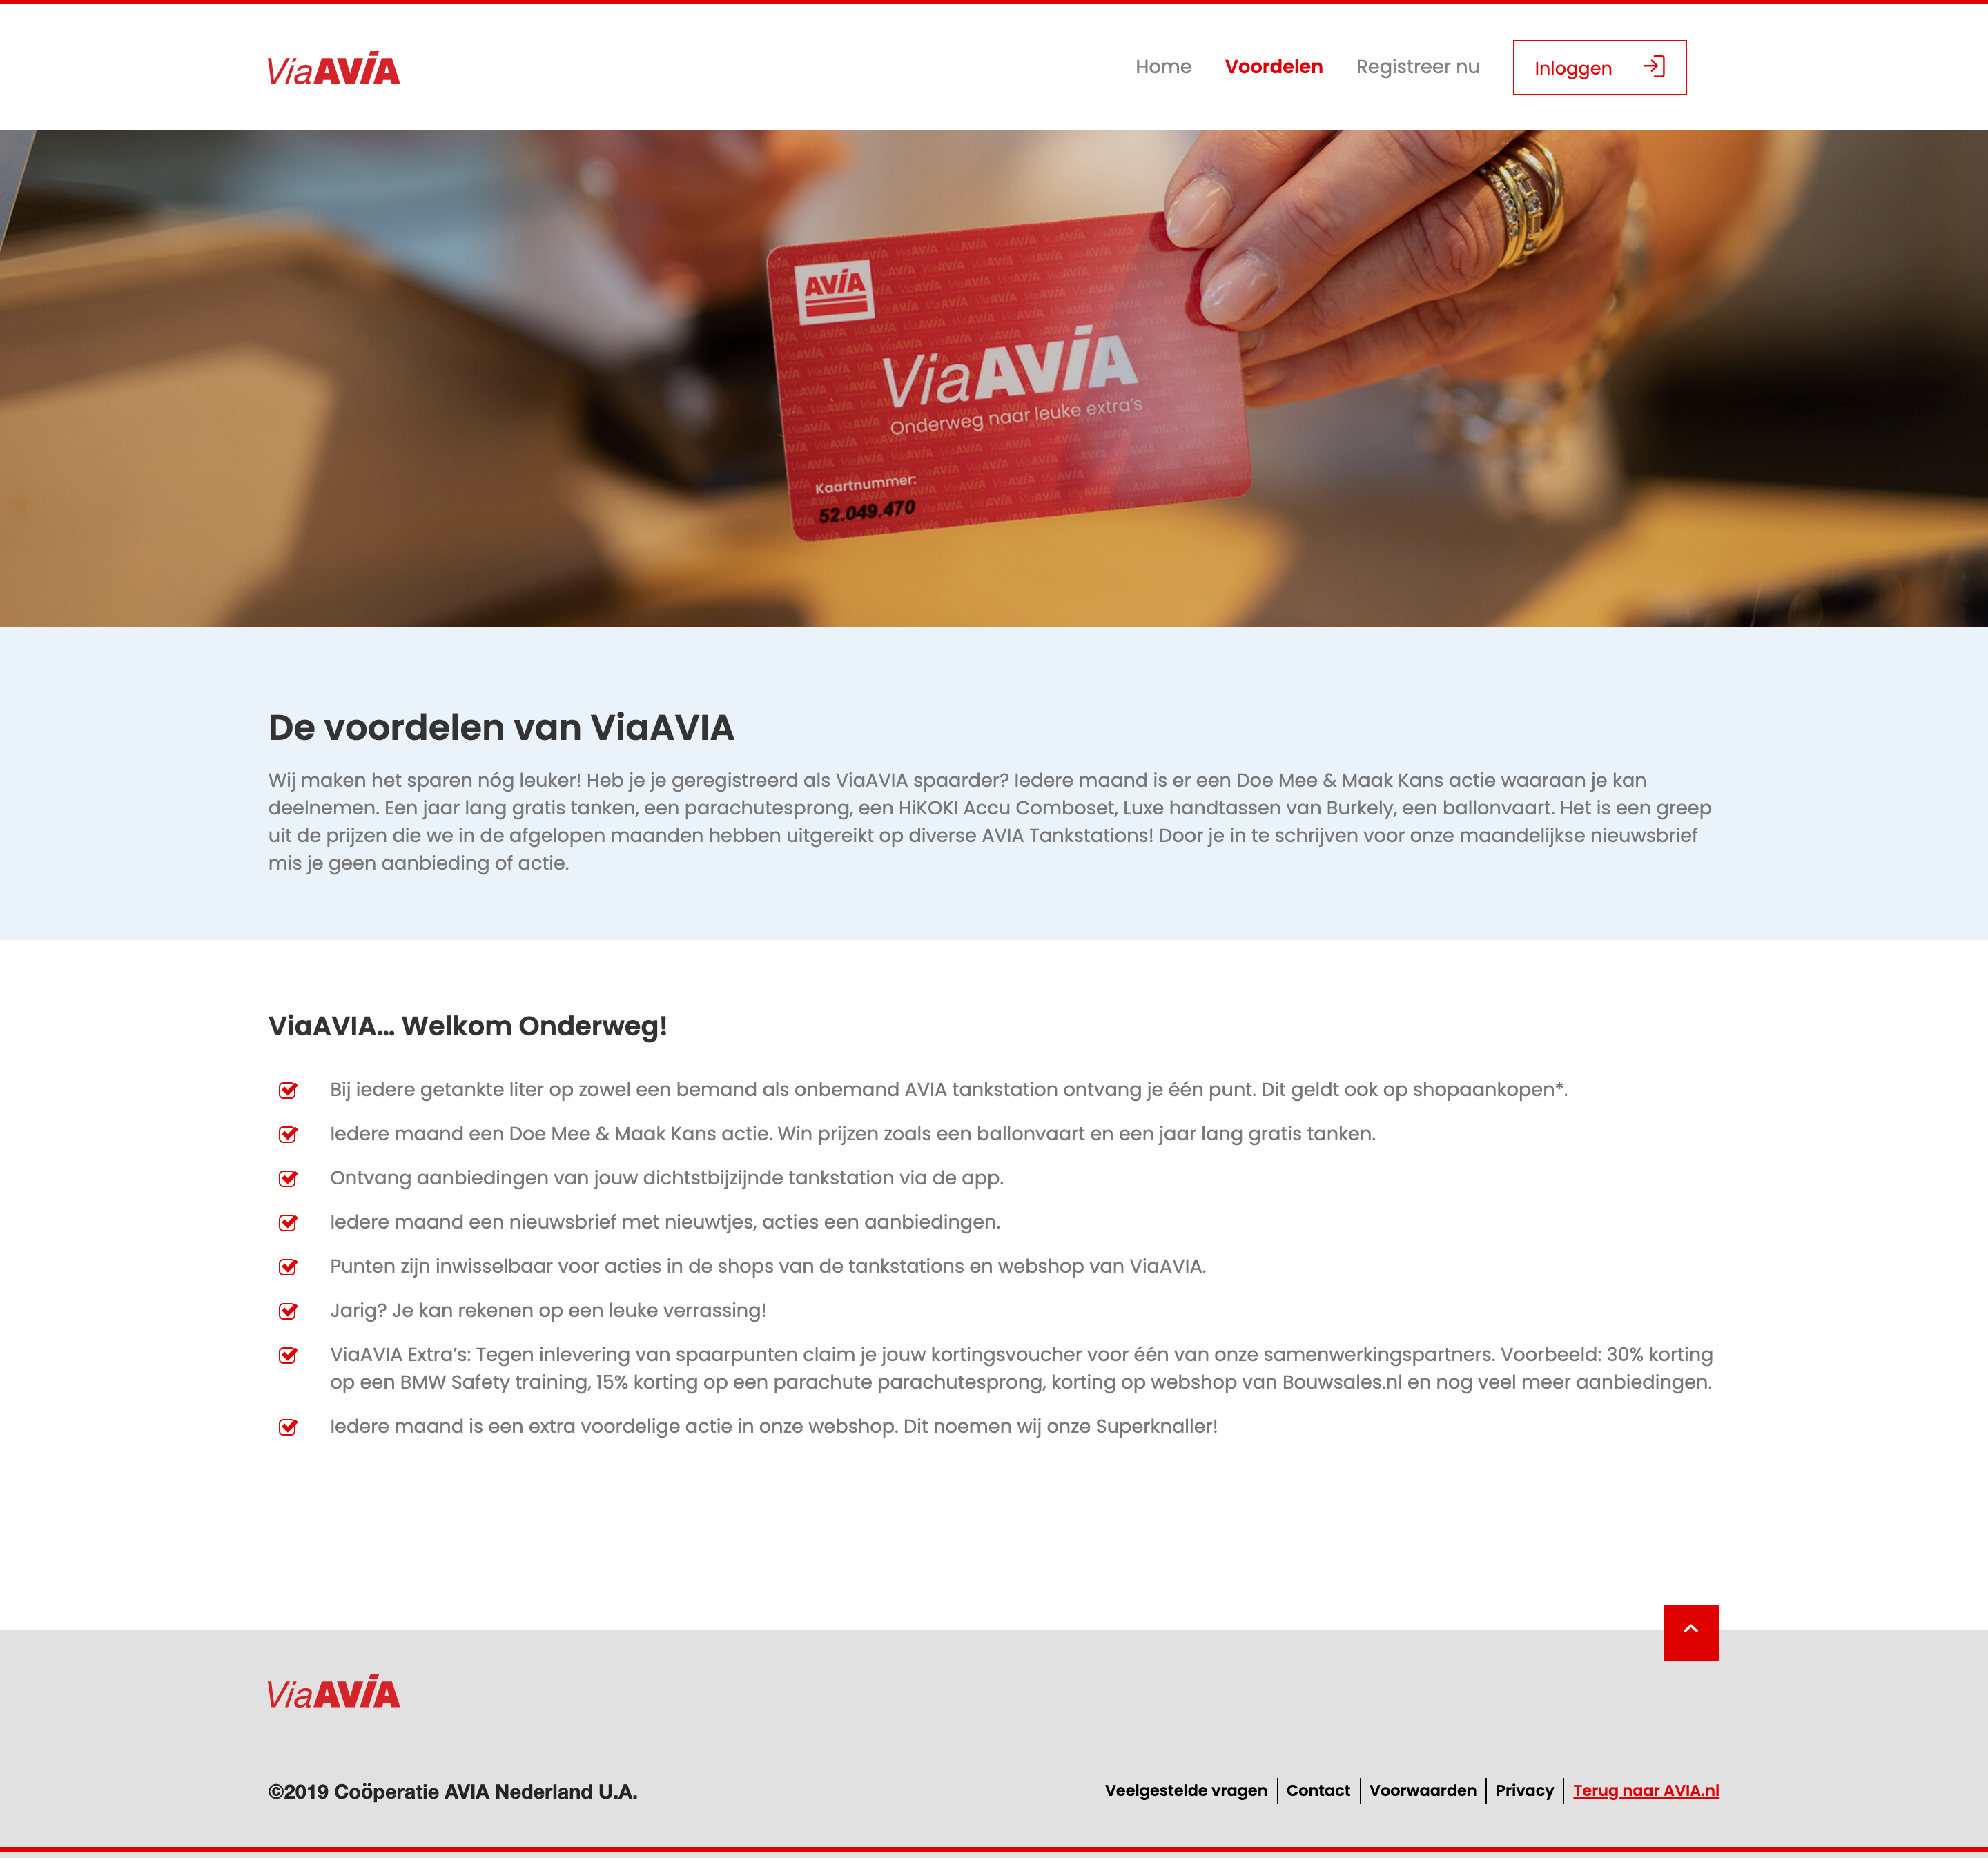 ViaAVIA
Home Voordelen Registreer nu Inloggen
AVIA
ViaAVIA
Onderweg naar leuke extra's
Kaartnummer:
52.049.470
De voordelen van ViaAVIA
Wij maken het sparen nóg leuker! Heb je je geregistreerd als ViaAVIA spaarder? Iedere maand is er een Doe Mee & Maak Kans actie waaraan je kan
deelnemen. Een jaar lang gratis tanken, een parachutesprong, een HiKOKI Accu Comboset, Luxe handtassen van Burkely, een ballonvaart. Het is een greep
uit de prijzen die we in de afgelopen maanden hebben uitgereikt op diverse AVIA Tankstations! Door je in te schrijven voor onze maandelijkse nieuwsbrief
mis je geen aanbieding of actie.
ViaAVIA... Welkom Onderweg!
Bij iedere getankte liter op zowel een bemand als onbemand AVIA tankstation ontvang je één punt. Dit geldt ook op shopaankopen*.
Iedere maand een Doe Mee & Maak Kans actie. Win prijzen zoals een ballonvaart en een jaar lang gratis tanken.
Ontvang aanbiedingen van jouw dichtstbijzijnde tankstation via de app.
Iedere maand een nieuwsbrief met nieuwtjes, acties een aanbiedingen.
Punten zijn inwisselbaar voor acties in de shops van de tankstations en webshop van ViaAVIA.
Jarig? Je kan rekenen op een leuke verrassing!
ViaAVIA Extra's: Tegen inlevering van spaarpunten claim je jouw kortingsvoucher voor één van onze samenwerkingspartners. Voorbeeld: 30% korting
op een BMW Safety training, 15% korting op een parachute parachutesprong, korting op webshop van Bouwsales.nl en nog veel meer aanbiedingen.
Iedere maand is een extra voordelige actie in onze webshop. Dit noemen wij onze Superknaller!
ViaAVIA
©2019 Coöperatie AVIA Nederland U.A.
Veelgestelde vragen Contact Voorwaarden Privacy Terug naar AVIA.nl